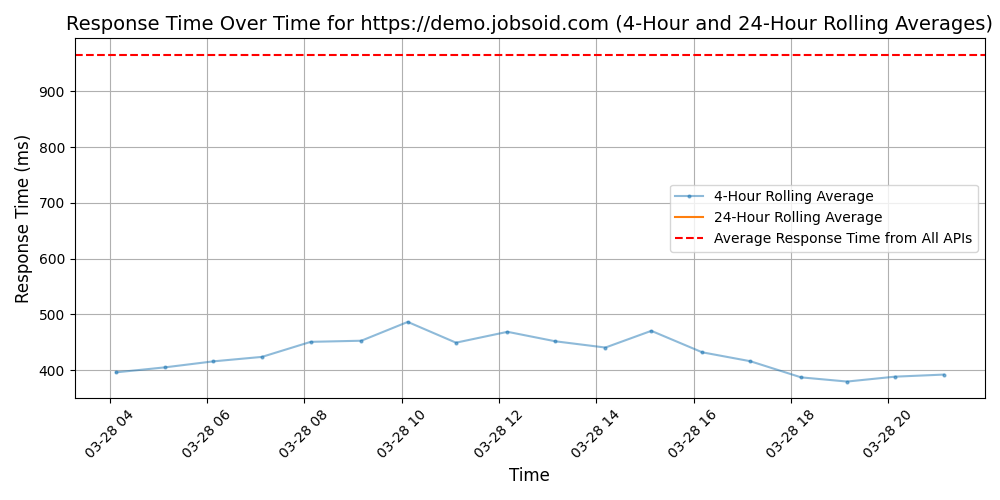 Response Time Over Time for https://demo.jobsoid.com (4-Hour and 24-Hour Rolling Averages)
Response Time (ms)
900
800
700
600
500
400
4-Hour Rolling Average
24-Hour Rolling Average
Average Response Time from All APIs
03-28 04
03-28 06
03-28 08
03-28 10
03-28 12
03-28 14
03-28 16
03-28 18
03-28 20
Time